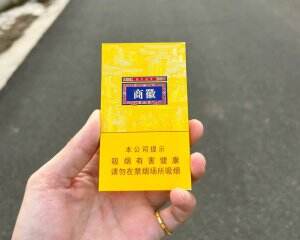 徽商
本公司提示
吸烟有害健康
请勿在禁烟场所吸烟